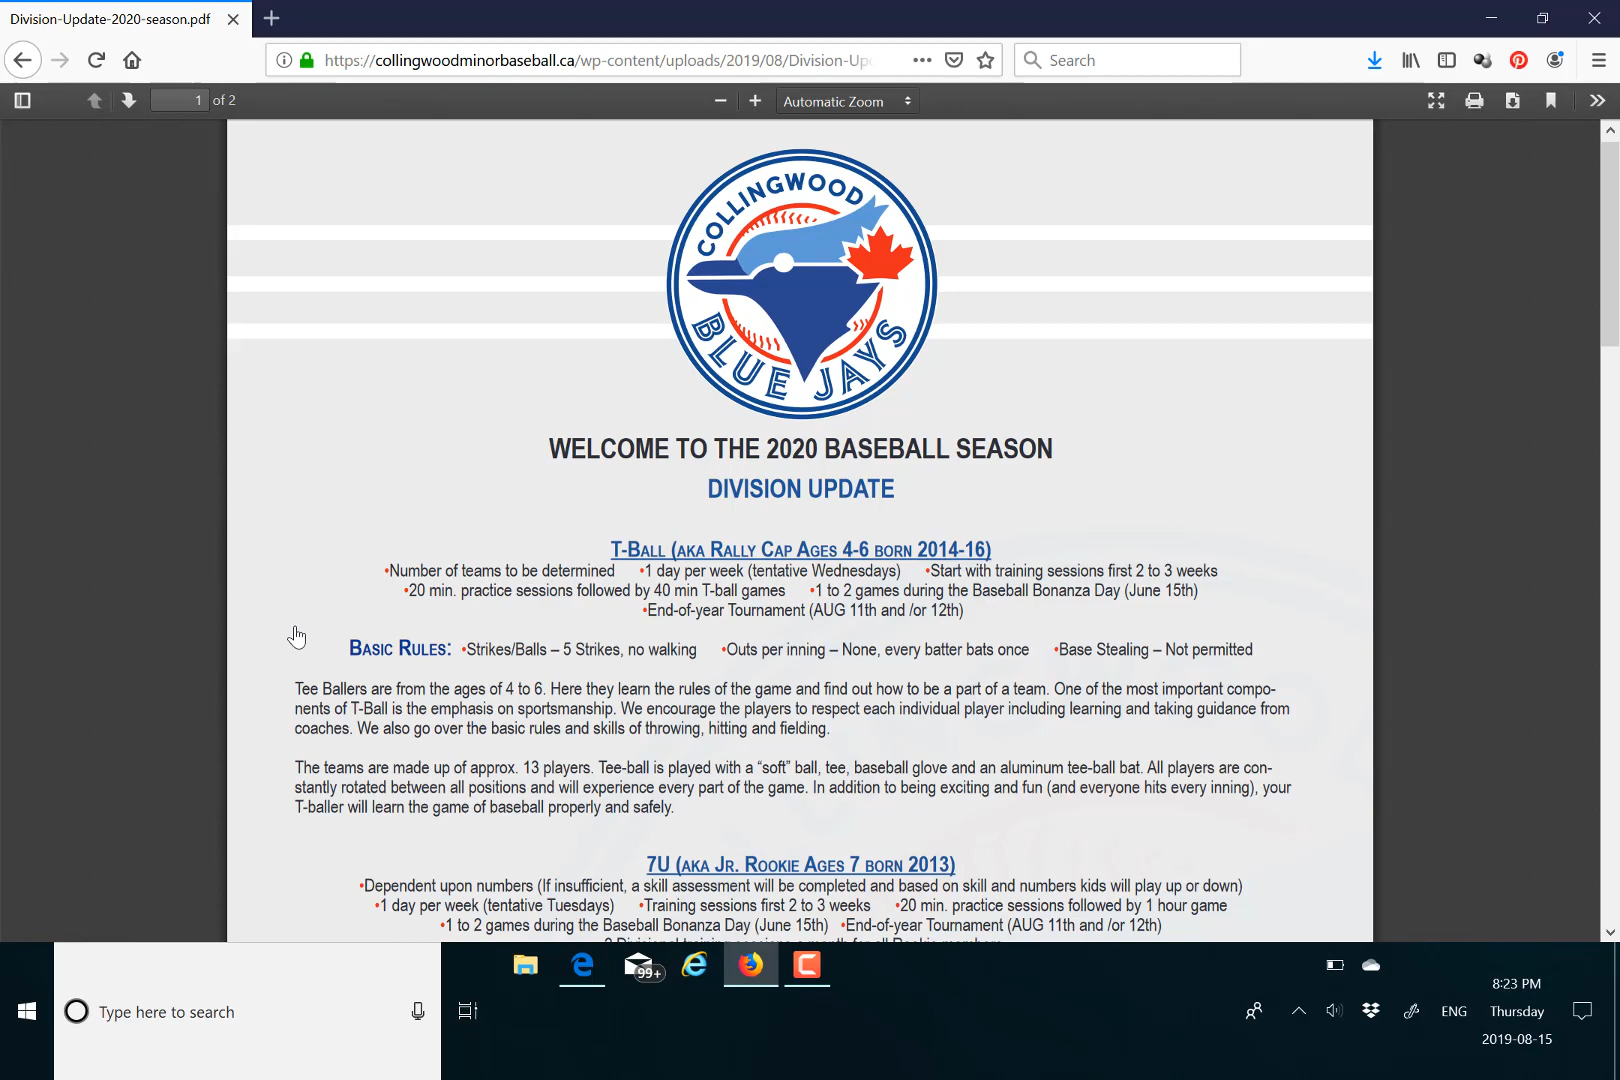 Division-Update-2020-season.pdf
https://collingwoodminorbaseball.ca/wp-content/uploads/2019/08/Division-Up
Search
1 of 2
Automatic Zoom
COLLINGWOOD
BLUE JAYS
WELCOME TO THE 2020 BASEBALL SEASON
DIVISION UPDATE
T-BALL (AKA RALLY CAP AGES 4-6 BORN 2014-16)
•Number of teams to be determined •1 day per week (tentative Wednesdays) •Start with training sessions first 2 to 3 weeks
•20 min. practice sessions followed by 40 min T-ball games •1 to 2 games during the Baseball Bonanza Day (June 15th)
•End-of-year Tournament (AUG 11th and /or 12th)
BASIC RULES: •Strikes/Balls – 5 Strikes, no walking •Outs per inning – None, every batter bats once •Base Stealing – Not permitted
Tee Ballers are from the ages of 4 to 6. Here they learn the rules of the game and find out how to be a part of a team. One of the most important compo-
nents of T-Ball is the emphasis on sportsmanship. We encourage the players to respect each individual player including learning and taking guidance from
coaches. We also go over the basic rules and skills of throwing, hitting and fielding.
The teams are made up of approx. 13 players. Tee-ball is played with a “soft” ball, tee, baseball glove and an aluminum tee-ball bat. All players are con-
stantly rotated between all positions and will experience every part of the game. In addition to being exciting and fun (and everyone hits every inning), your
T-baller will learn the game of baseball properly and safely.
7U (AKA JR. ROOKIE AGES 7 BORN 2013)
•Dependent upon numbers (If insufficient, a skill assessment will be completed and based on skill and numbers kids will play up or down)
•1 day per week (tentative Tuesdays) •Training sessions first 2 to 3 weeks •20 min. practice sessions followed by 1 hour game
•1 to 2 games during the Baseball Bonanza Day (June 15th) •End-of-year Tournament (AUG 11th and /or 12th)
99+
Type here to search
ENG
8:23 PM
Thursday
2019-08-15